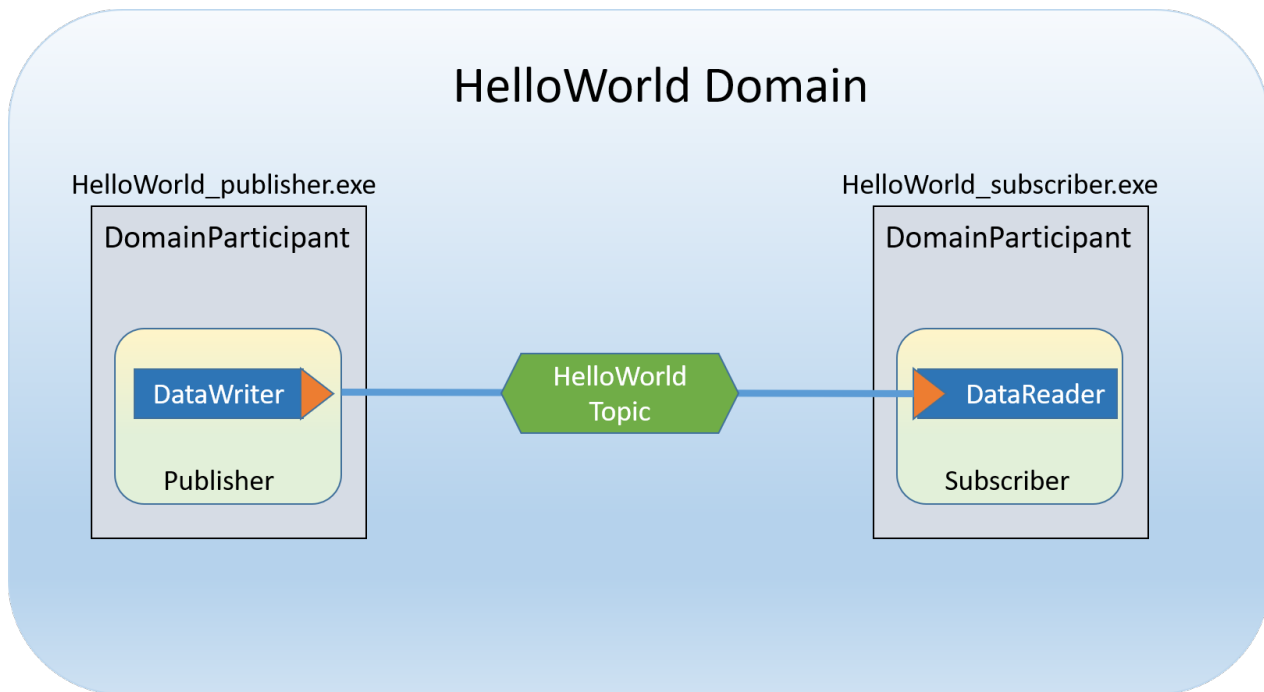 HelloWorld Domain
HelloWorld_publisher.exe
DomainParticipant
DataWriter
Publisher
HelloWorld
Topic
HelloWorld_subscriber.exe
DomainParticipant
DataReader
Subscriber